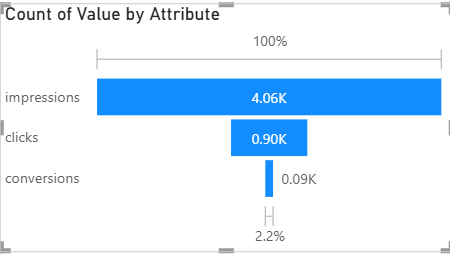 Count of Value by Attribute
100%
impressions 4.06K
clicks 0.90K
conversions 0.09K
2.2%